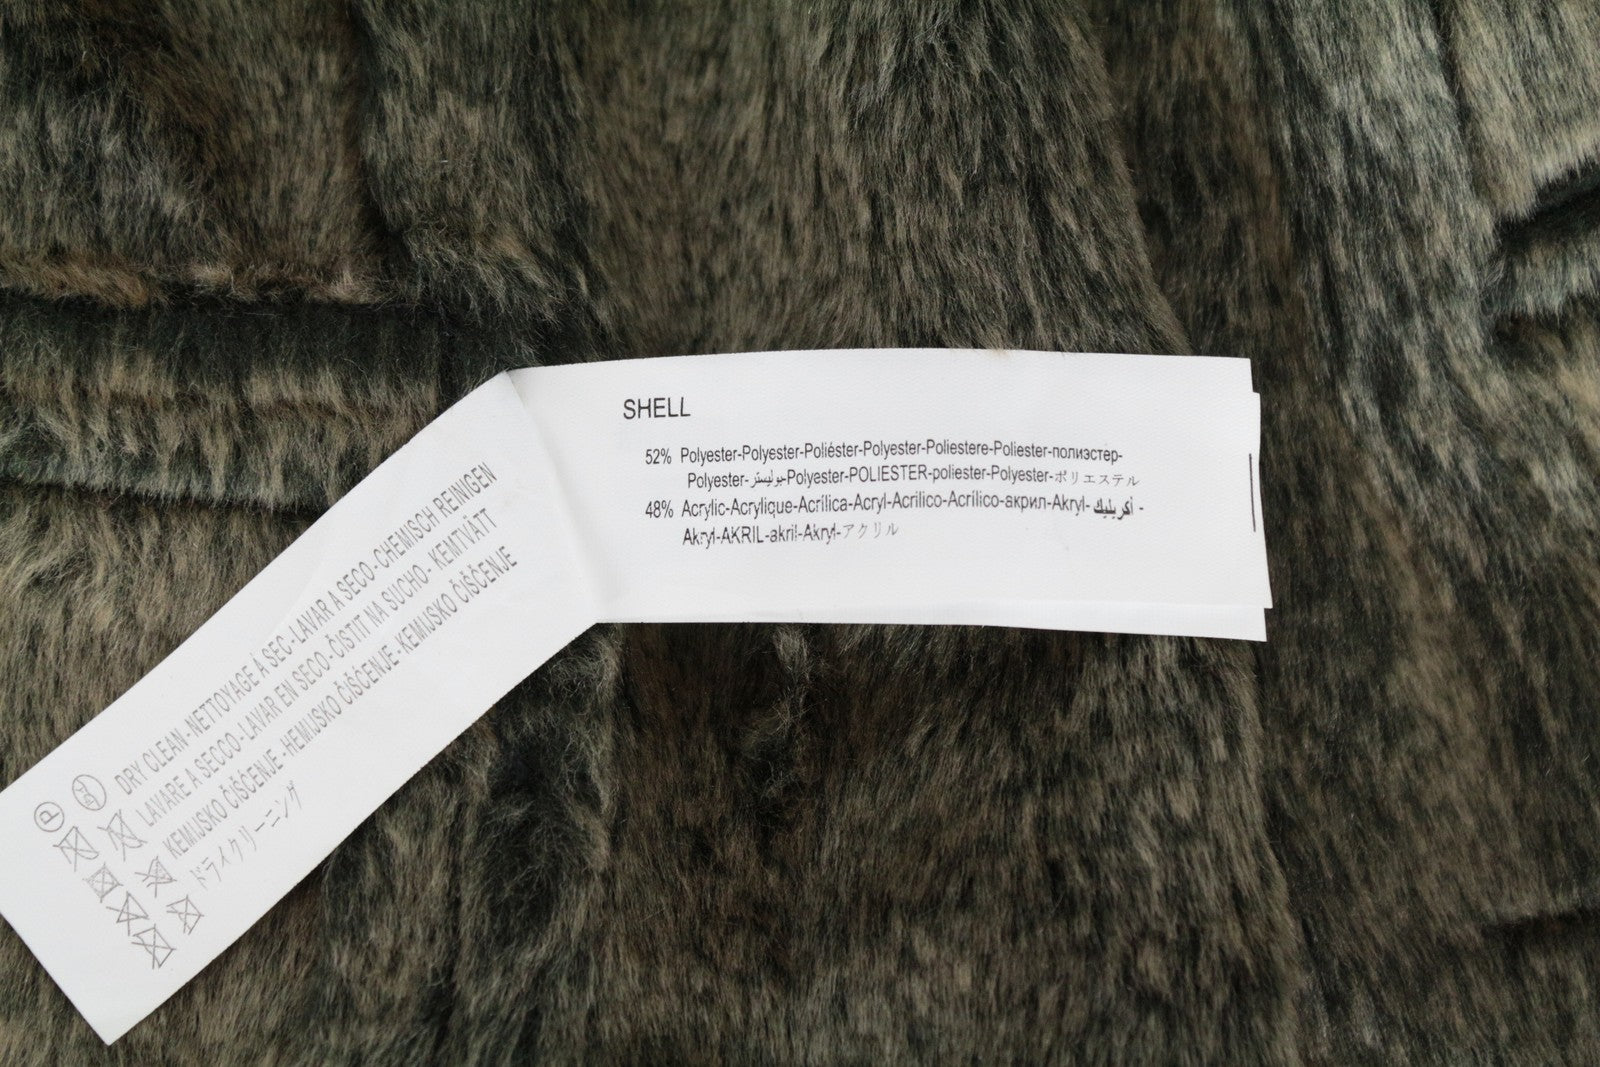 SHELL
52% Polyester-Polyester-Poliéster-Polyester-Poliestere-Poliester-полиэстер-
Polyester-بوليستر-Polyester-POLIESTER-poliester-Polyester-ポリエステル
48% Acrylic-Acrylique-Acrílica-Acryl-Acrilico-Acrílico-акрил-Akryl-أكريليك-
Akryl-AKRIL-akril-Akryl-アクリル
DRY CLEAN-NETTOYAGE À SEC-LAVAR A SECO-CHEMISCH REINIGEN
LAVARE A SECCO-LAVAR EN SECO-ČISTIT NA SUCHO-KEMTVÄTT
KEMIJSKO ČIŠĆENJE-HEMIJSKO ČIŠĆENJE-KEMIJSKO ČIŠČENJE
ドライクリーニング
P